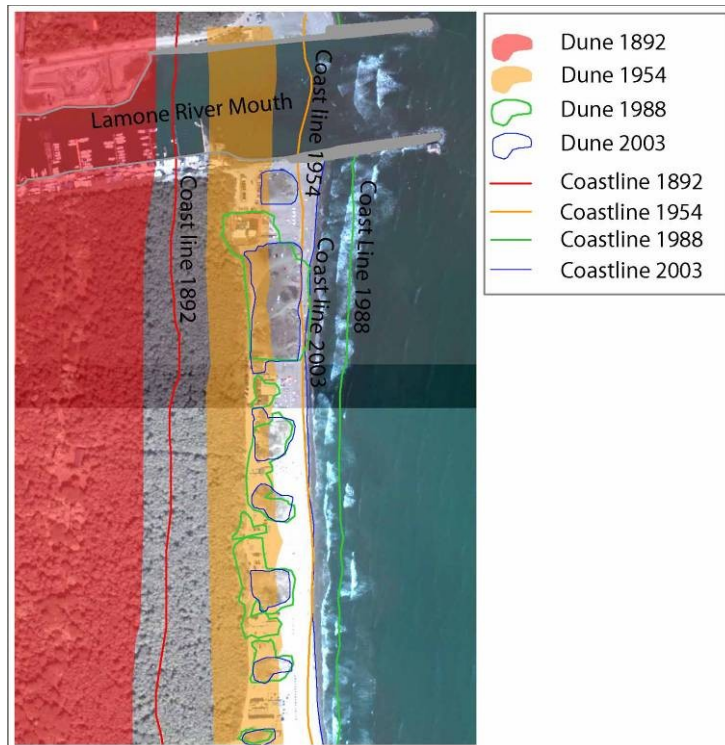 Lamone River Mouth
Coast line 1954
Coast line 1892
Coast line 2003
Coast Line 1988
Dune 1892
Dune 1954
Dune 1988
Dune 2003
Coastline 1892
Coastline 1954
Coastline 1988
Coastline 2003